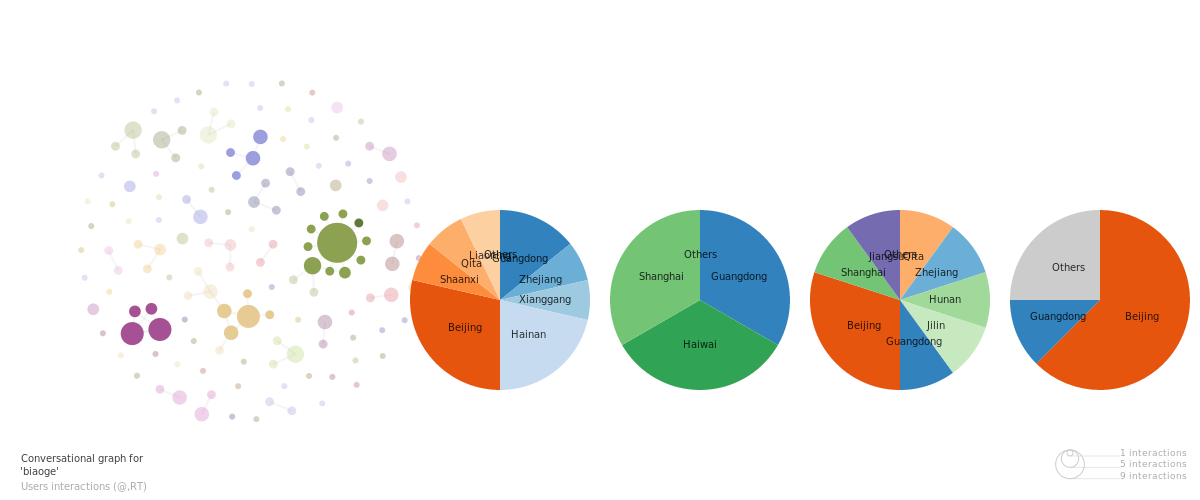 Others
Guangdong
Liaoning
Qita
Zhejiang
Shaanxi
Xianggang
Beijing
Hainan
Others
Shanghai
Guangdong
Haiwai
Others
Jiangsu
Qita
Shanghai
Zhejiang
Hunan
Beijing
Jilin
Guangdong
Others
Guangdong
Beijing
Conversational graph for
'biaoge'
Users interactions (@,RT)
1 interactions
5 interactions
9 interactions